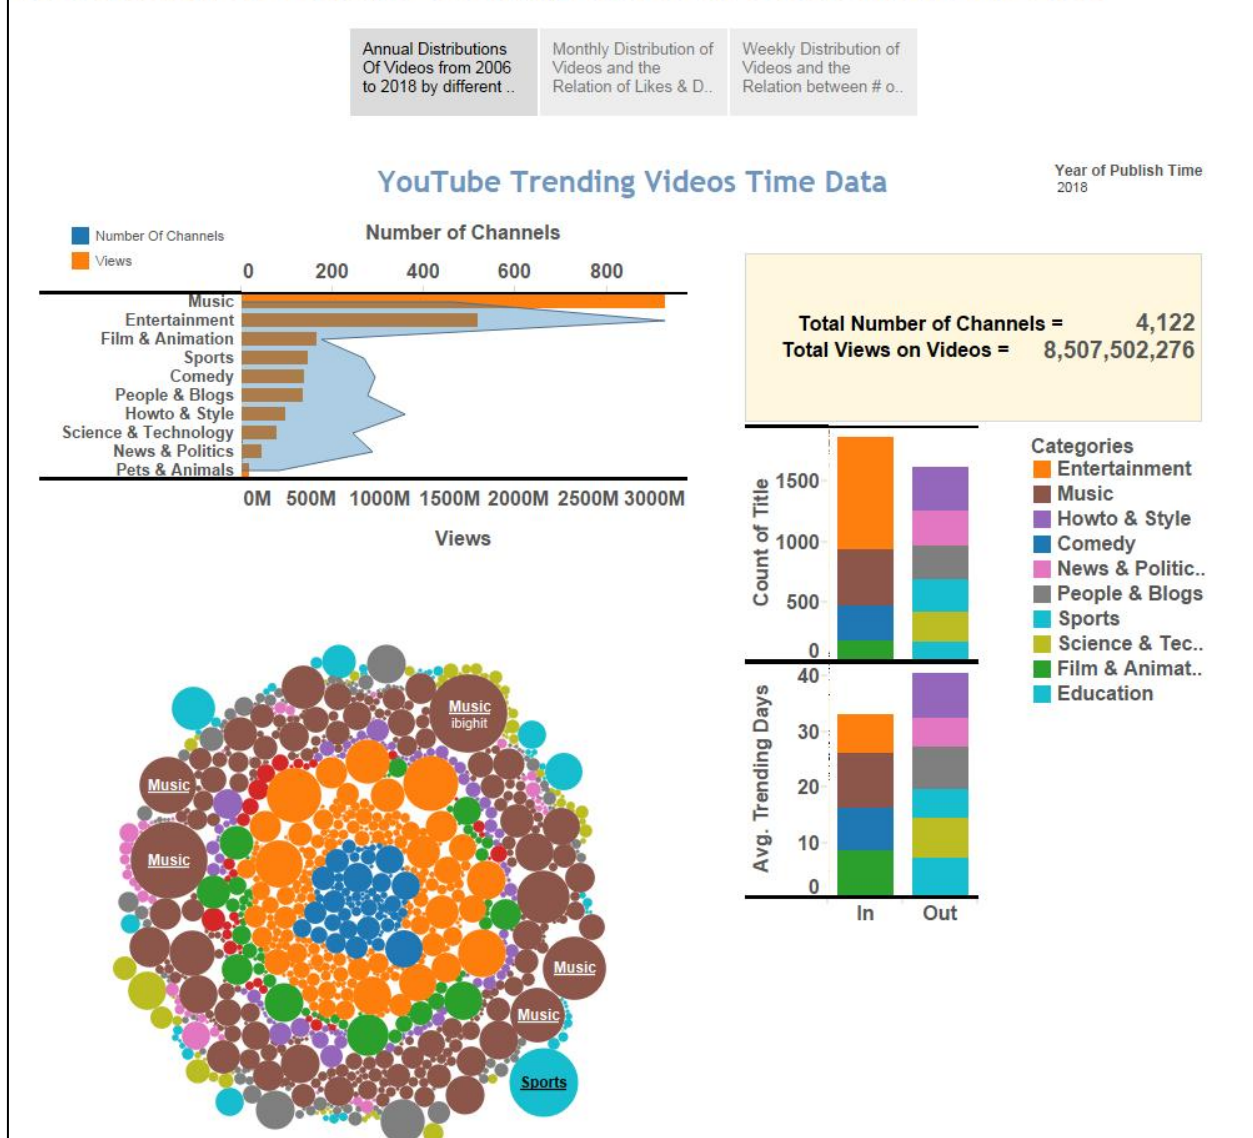 Annual Distributions
Of Videos from 2006
to 2018 by different ..
Monthly Distribution of
Videos and the
Relation of Likes & D..
Weekly Distribution of
Videos and the
Relation between # o..
YouTube Trending Videos Time Data
Year of Publish Time
2018
Number Of Channels
Views
Number of Channels
0 200 400 600 800
Music
Entertainment
Film & Animation
Sports
Comedy
People & Blogs
Howto & Style
Science & Technology
News & Politics
Pets & Animals
0M 500M 1000M 1500M 2000M 2500M 3000M
Views
Total Number of Channels = 4,122
Total Views on Videos = 8,507,502,276
Count of Title
1500
1000
500
0
Avg. Trending Days
40
30
20
10
0
In Out
Categories
Entertainment
Music
Howto & Style
Comedy
News & Politic..
People & Blogs
Sports
Science & Tec..
Film & Animat..
Education
Music
ibighit
Music
Music
Music
Music
Sports